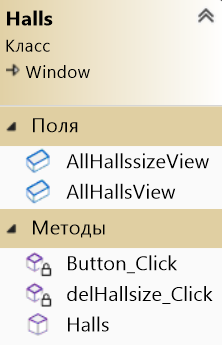 Halls
Класс
Window
Поля
AllHallssizeView
AllHallsView
Методы
Button_Click
delHallsize_Click
Halls